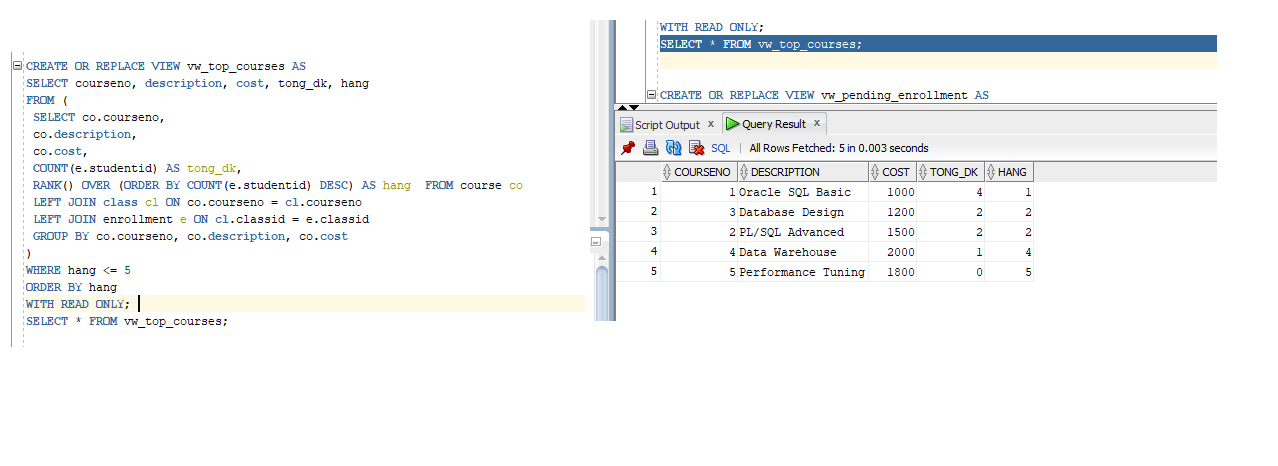 CREATE OR REPLACE VIEW vw_top_courses AS
SELECT courseno, description, cost, tong_dk, hang
FROM (
SELECT co.courseno,
co.description,
co.cost,
COUNT(e.studentid) AS tong_dk,
RANK() OVER (ORDER BY COUNT(e.studentid) DESC) AS hang  FROM course co
LEFT JOIN class cl ON co.courseno = cl.courseno
LEFT JOIN enrollment e ON cl.classid = e.classid
GROUP BY co.courseno, co.description, co.cost
)
WHERE hang <= 5
ORDER BY hang
WITH READ ONLY;
SELECT * FROM vw_top_courses;
WITH READ ONLY;
SELECT * FROM vw_top_courses;
CREATE OR REPLACE VIEW vw_pending_enrollment AS
Script Output x Query Result x
SQL | All Rows Fetched: 5 in 0.003 seconds
COURSENO DESCRIPTION COST TONG_DK HANG
1 1 Oracle SQL Basic 1000 4 1
2 3 Database Design 1200 2 2
3 2 PL/SQL Advanced 1500 2 2
4 4 Data Warehouse 2000 1 4
5 5 Performance Tuning 1800 0 5